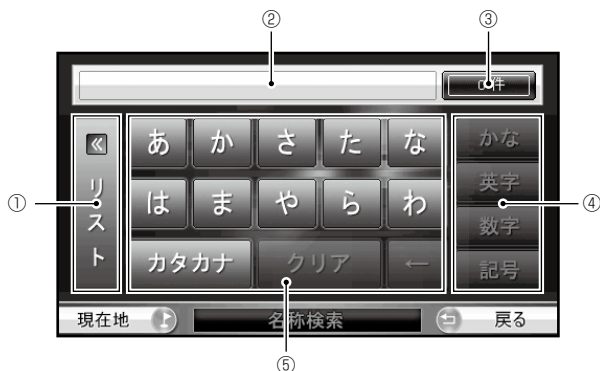 ② ③
0件
あ か さ た な かな
① リスト 英字 ④
は ま や ら わ 数字
カタカナ クリア ← 記号
現在地 名称検索 戻る
⑤